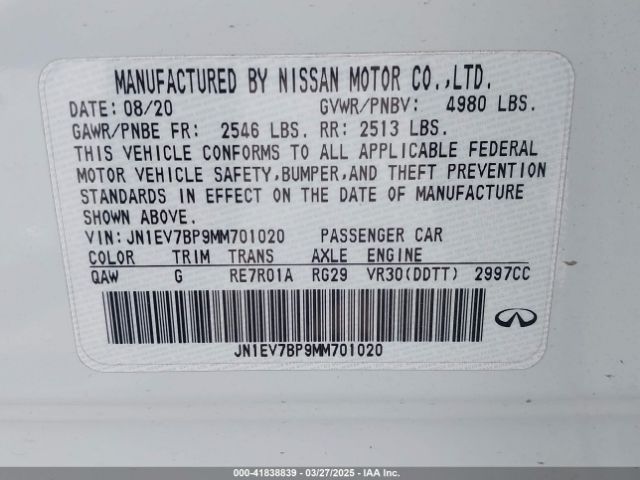 MANUFACTURED BY NISSAN MOTOR CO.,LTD.
DATE: 08/20 GVWR/PNBV: 4980 LBS.
GAWR/PNBE FR: 2546 LBS. RR: 2513 LBS.
THIS VEHICLE CONFORMS TO ALL APPLICABLE FEDERAL
MOTOR VEHICLE SAFETY,BUMPER,AND THEFT PREVENTION
STANDARDS IN EFFECT ON THE DATE OF MANUFACTURE
SHOWN ABOVE.
VIN:JN1EV7BP9MM701020 PASSENGER CAR
COLOR TRIM TRANS AXLE ENGINE
QAW G RE7R01A RG29 VR30(DDTT) 2997CC
JN1EV7BP9MM701020
000-41838839 - 03/27/2025 - IAA Inc.